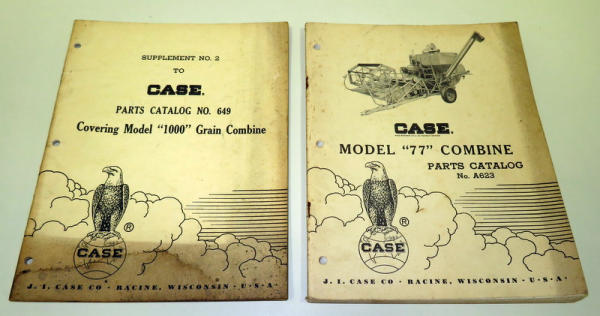 SUPPLEMENT NO. 2
TO
CASE.
PARTS CATALOG NO. 649
Covering Model "1000" Grain Combine
®
CASE
J. I. CASE CO · RACINE, WISCONSIN · U·S·A·
CASE.
MODEL "77" COMBINE
PARTS CATALOG
No. A623
®
CASE
J. I. CASE CO · RACINE, WISCONSIN · U·S·A·